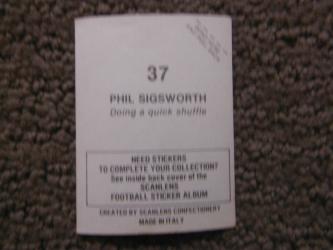 37
PHIL SIGSWORTH
Doing a quick shuffle
NEED STICKERS
TO COMPLETE YOUR COLLECTION?
See inside back cover of the
SCANLENS
FOOTBALL STICKER ALBUM
CREATED BY SCANLENS CONFECTIONERY
MADE IN ITALY